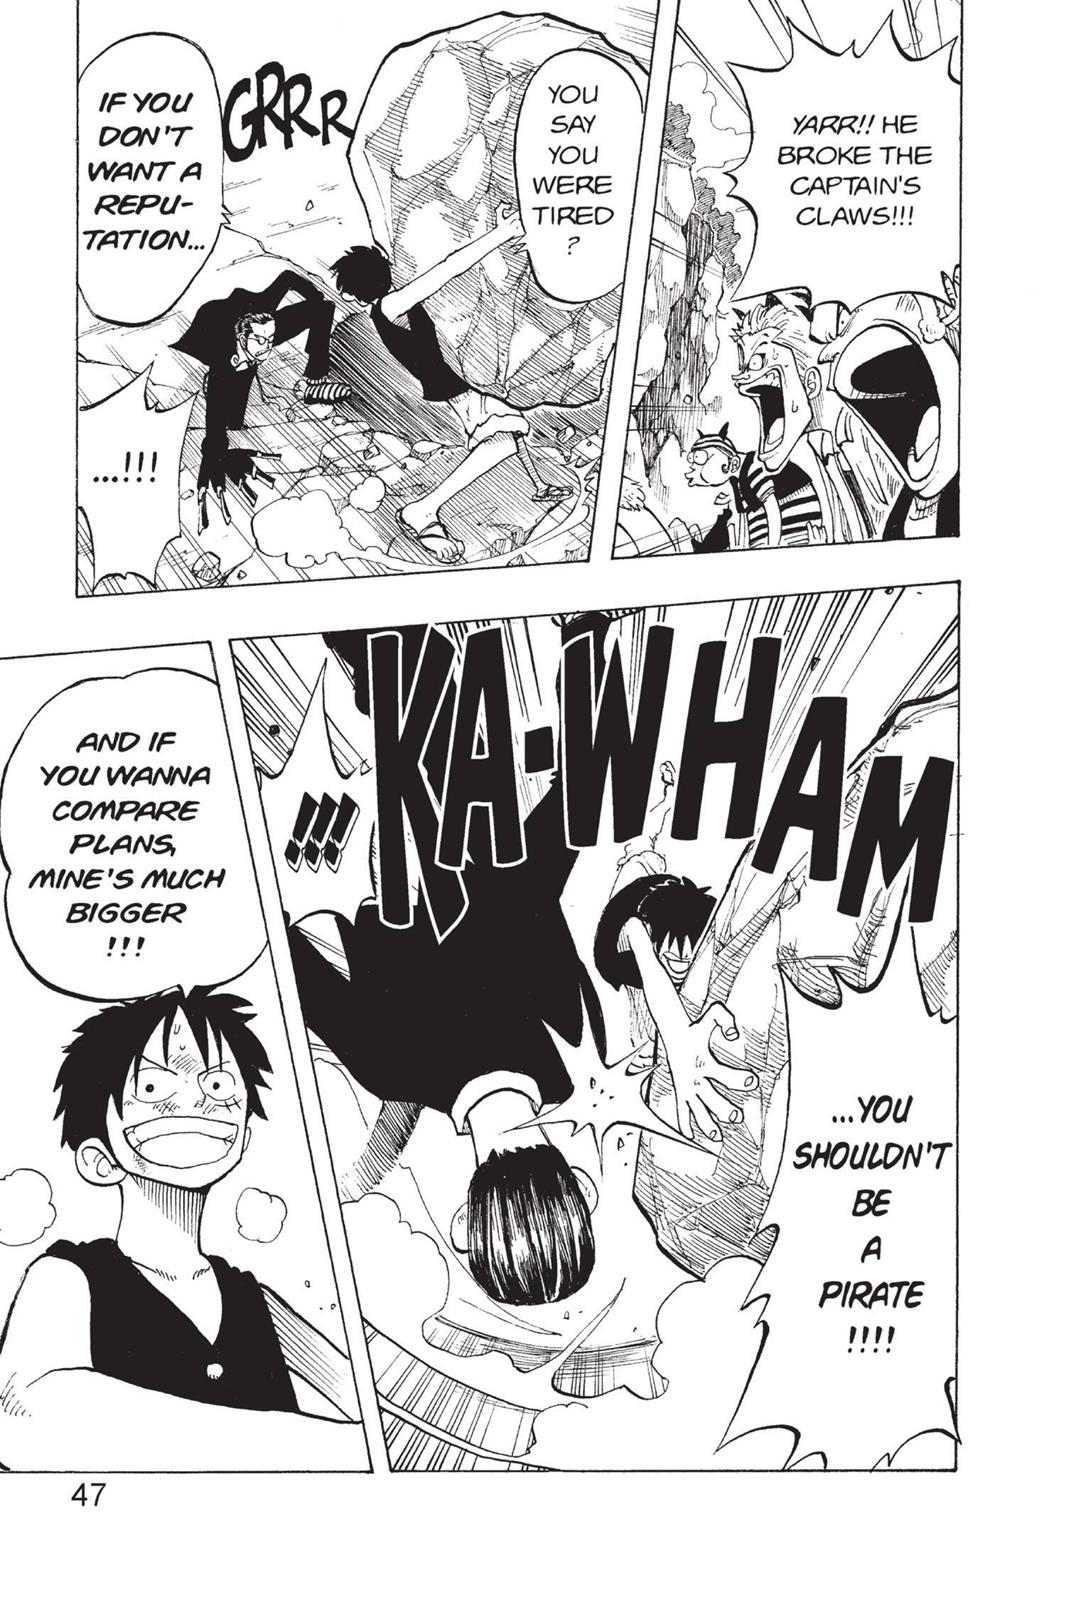 YARR!! HE
BROKE THE
CAPTAIN'S
CLAWS!!!
YOU
SAY
YOU
WERE
TIRED
?
GRRR
IF YOU
DON'T
WANT A
REPU-
TATION...
...!!!
KA-WHAM
!!!
...YOU
SHOULDN'T
BE
A
PIRATE
!!!!
AND IF
YOU WANNA
COMPARE
PLANS,
MINE'S MUCH
BIGGER
!!!
47